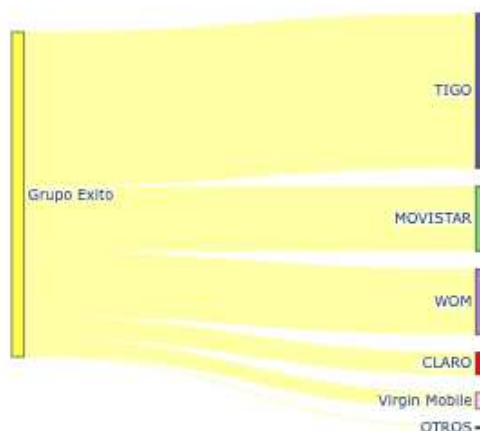 TIGO
Grupo Exito
MOVISTAR
WOM
CLARO
Virgin Mobile
OTROS